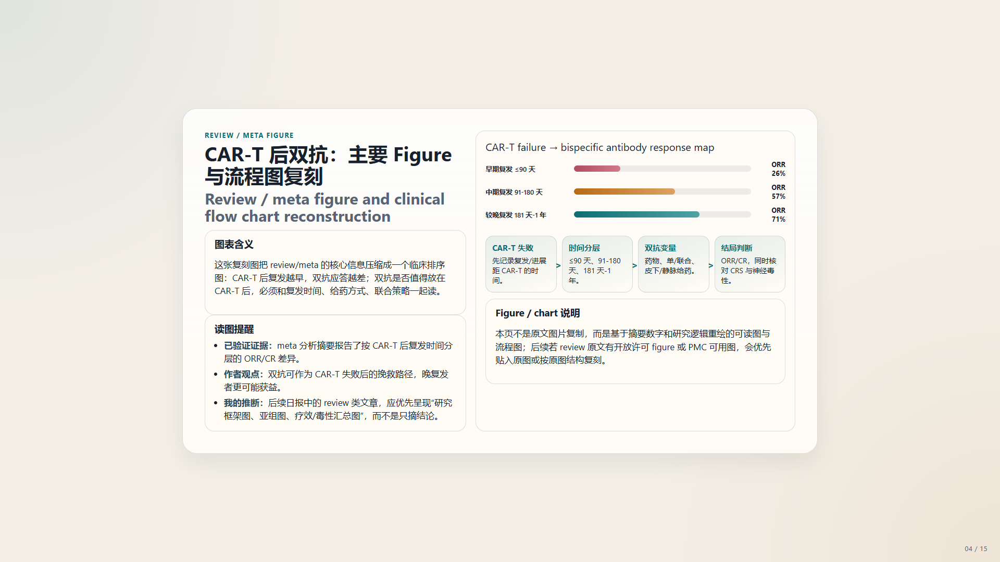 REVIEW / META FIGURE
CAR-T 后双抗：主要 Figure
与流程图复刻
Review / meta figure and clinical
flow chart reconstruction
图表含义
这张复刻图把 review/meta 的核心信息压缩成一个临床排序
图：CAR-T 后复发越早，双抗应答越差；双抗是否值得放在
CAR-T 后，必须和复发时间、给药方式、联合策略一起读。
读图提醒
• 已验证证据：meta 分析摘要报告了按 CAR-T 后复发时间分
层的 ORR/CR 差异。
• 作者观点：双抗可作为 CAR-T 失败后的挽救路径，晚复发
者更可能获益。
• 我的推断：后续日报中的 review 类文章，应优先呈现“研究
框架图、亚组图、疗效/毒性汇总图”，而不是只摘结论。
CAR-T failure → bispecific antibody response map
早期复发 ≤90 天
ORR
26%
中期复发 91-180 天
ORR
57%
较晚复发 181 天-1 年
ORR
71%
CAR-T 失败
先记录复发/进展
距 CAR-T 的时
间。
>
时间分层
≤90 天、91-180
天、181 天-1
年。
>
双抗变量
药物、单/联合、
皮下/静脉给药。
>
结局判断
ORR/CR，同时核
对 CRS 与神经毒
性。
Figure / chart 说明
本页不是原文图片复制，而是基于摘要数字和研究逻辑重绘的可读图与
流程图；后续若 review 原文有开放许可 figure 或 PMC 可用图，会优先
贴入原图或按原图结构复刻。
04 / 15